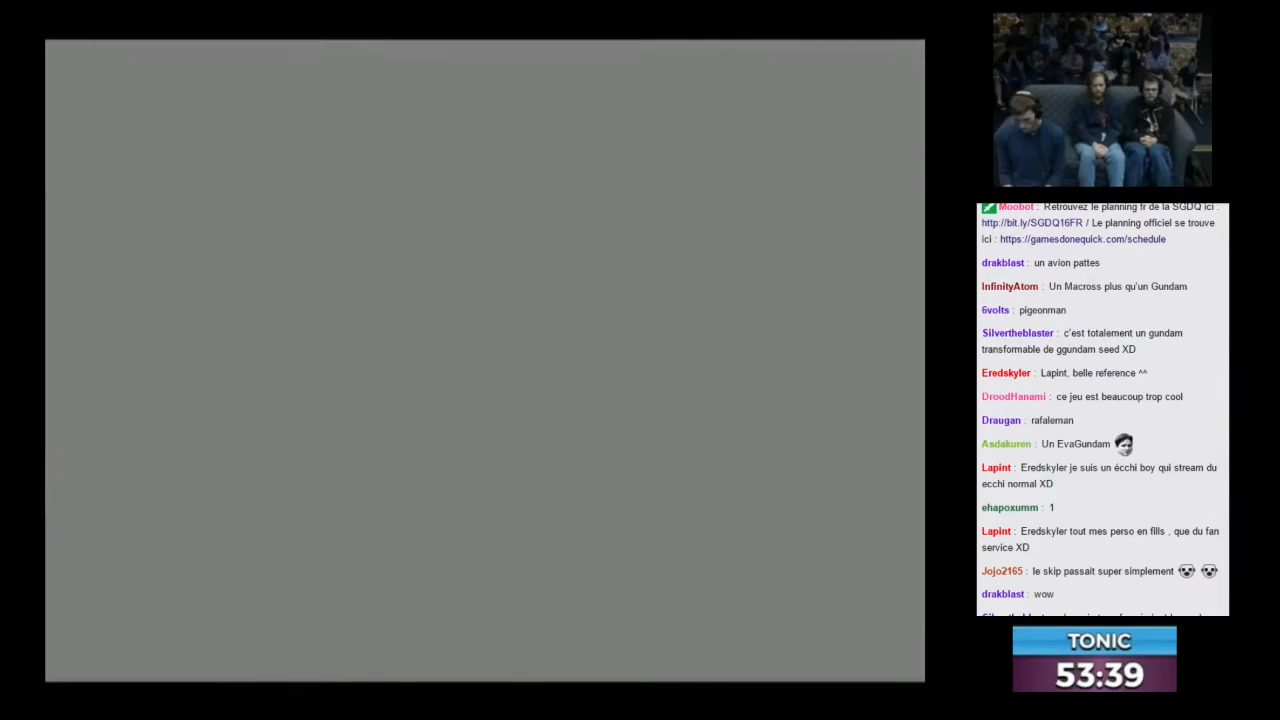 Moobot : Retrouvez le planning fr de la SGDQ ici :
http://bit.ly/SGDQ16FR / Le planning officiel se trouve
ici : https://gamesdonequick.com/schedule
drakblast : un avion pattes
InfinityAtom : Un Macross plus qu'un Gundam
6volts : pigeonman
Silvertheblaster : c'est totalement un gundam
transformable de ggundam seed XD
Eredskyler : Lapint, belle reference ^^
DroodHanami : ce jeu est beaucoup trop cool
Draugan : rafaleman
Asdakuren : Un EvaGundam
Lapint : Eredskyler je suis un écchi boy qui stream du
ecchi normal XD
ehapoxumm : 1
Lapint : Eredskyler tout mes perso en fills , que du fan
service XD
Jojo2165 : le skip passait super simplement
drakblast : wow
TONIC
53:39